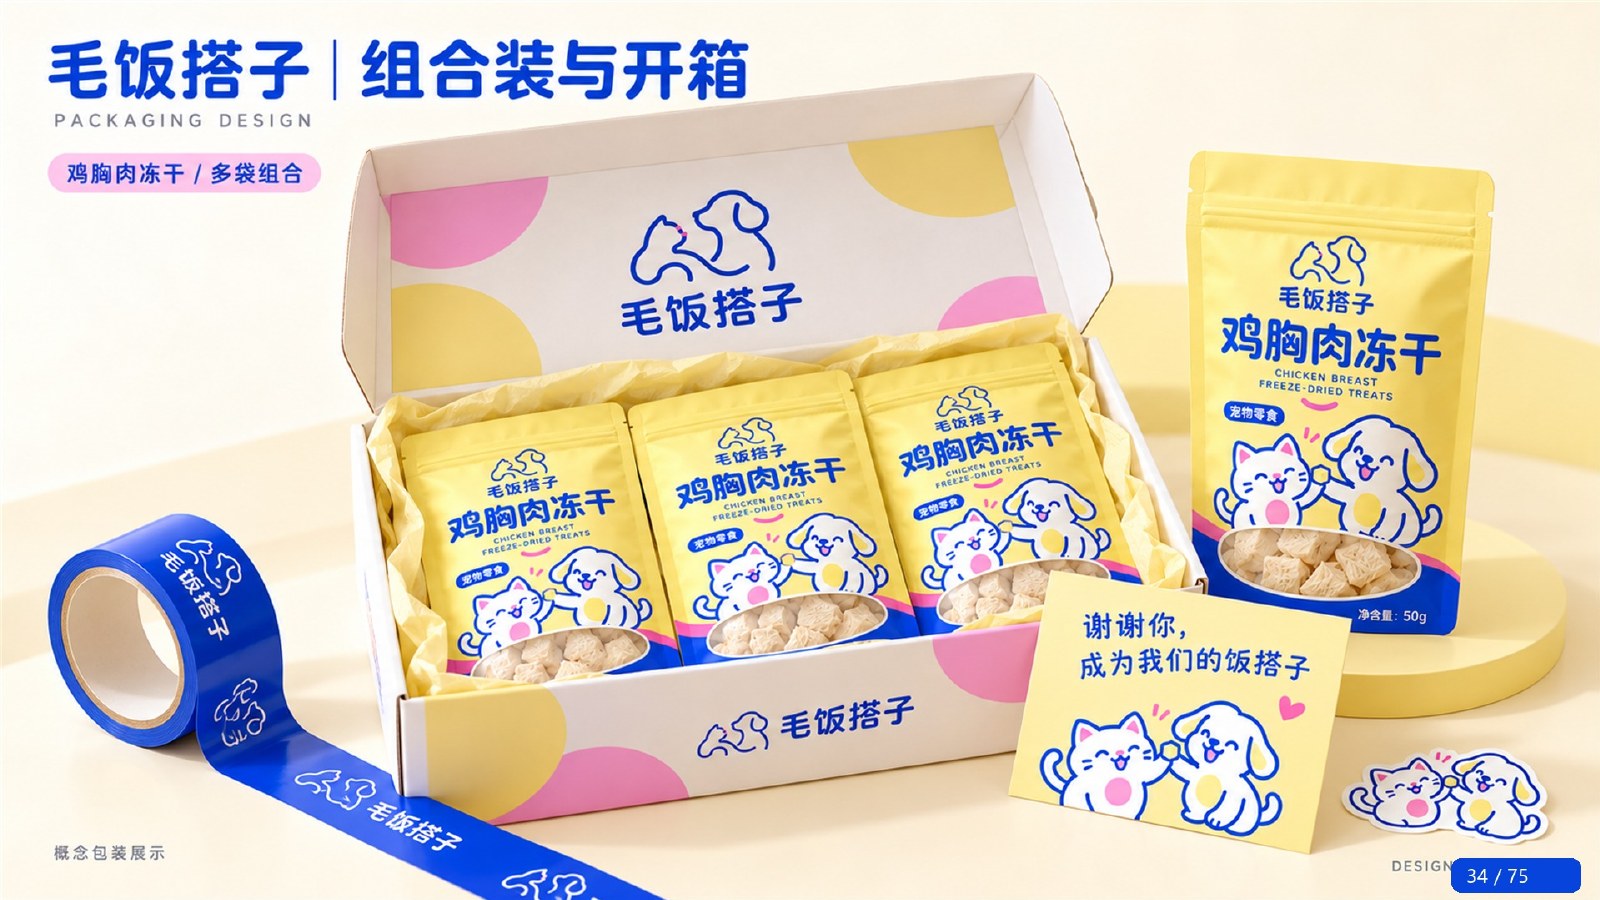 毛饭搭子 | 组合装与开箱
PACKAGING DESIGN
鸡胸肉冻干 / 多袋组合
毛饭搭子
毛饭搭子
鸡胸肉冻干
CHICKEN BREAST
FREEZE-DRIED TREATS
宠物零食
净含量: 50g
毛饭搭子
鸡胸肉冻干
CHICKEN BREAST
FREEZE-DRIED TREATS
宠物零食
毛饭搭子
鸡胸肉冻干
CHICKEN BREAST
FREEZE-DRIED TREATS
宠物零食
毛饭搭子
鸡胸肉冻干
CHICKEN BREAST
FREEZE-DRIED TREATS
宠物零食
毛饭搭子
毛饭搭子
毛饭搭子
谢谢你,
成为我们的饭搭子
概念包装展示
DESIGN
34 / 75